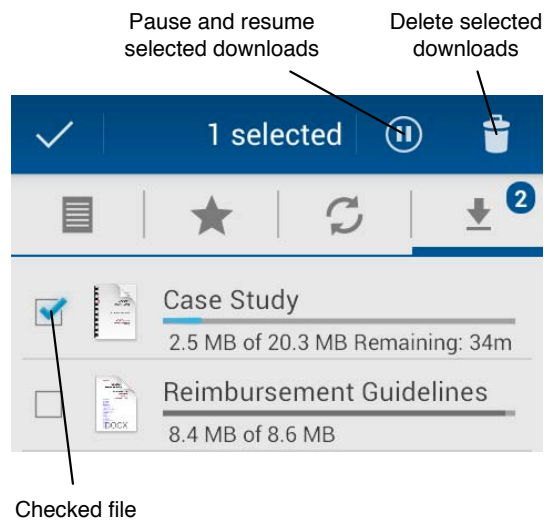 Pause and resume
selected downloads
Delete selected
downloads
1 selected
2
Case Study
2.5 MB of 20.3 MB Remaining: 34m
Reimbursement Guidelines
DOCX
8.4 MB of 8.6 MB
Checked file